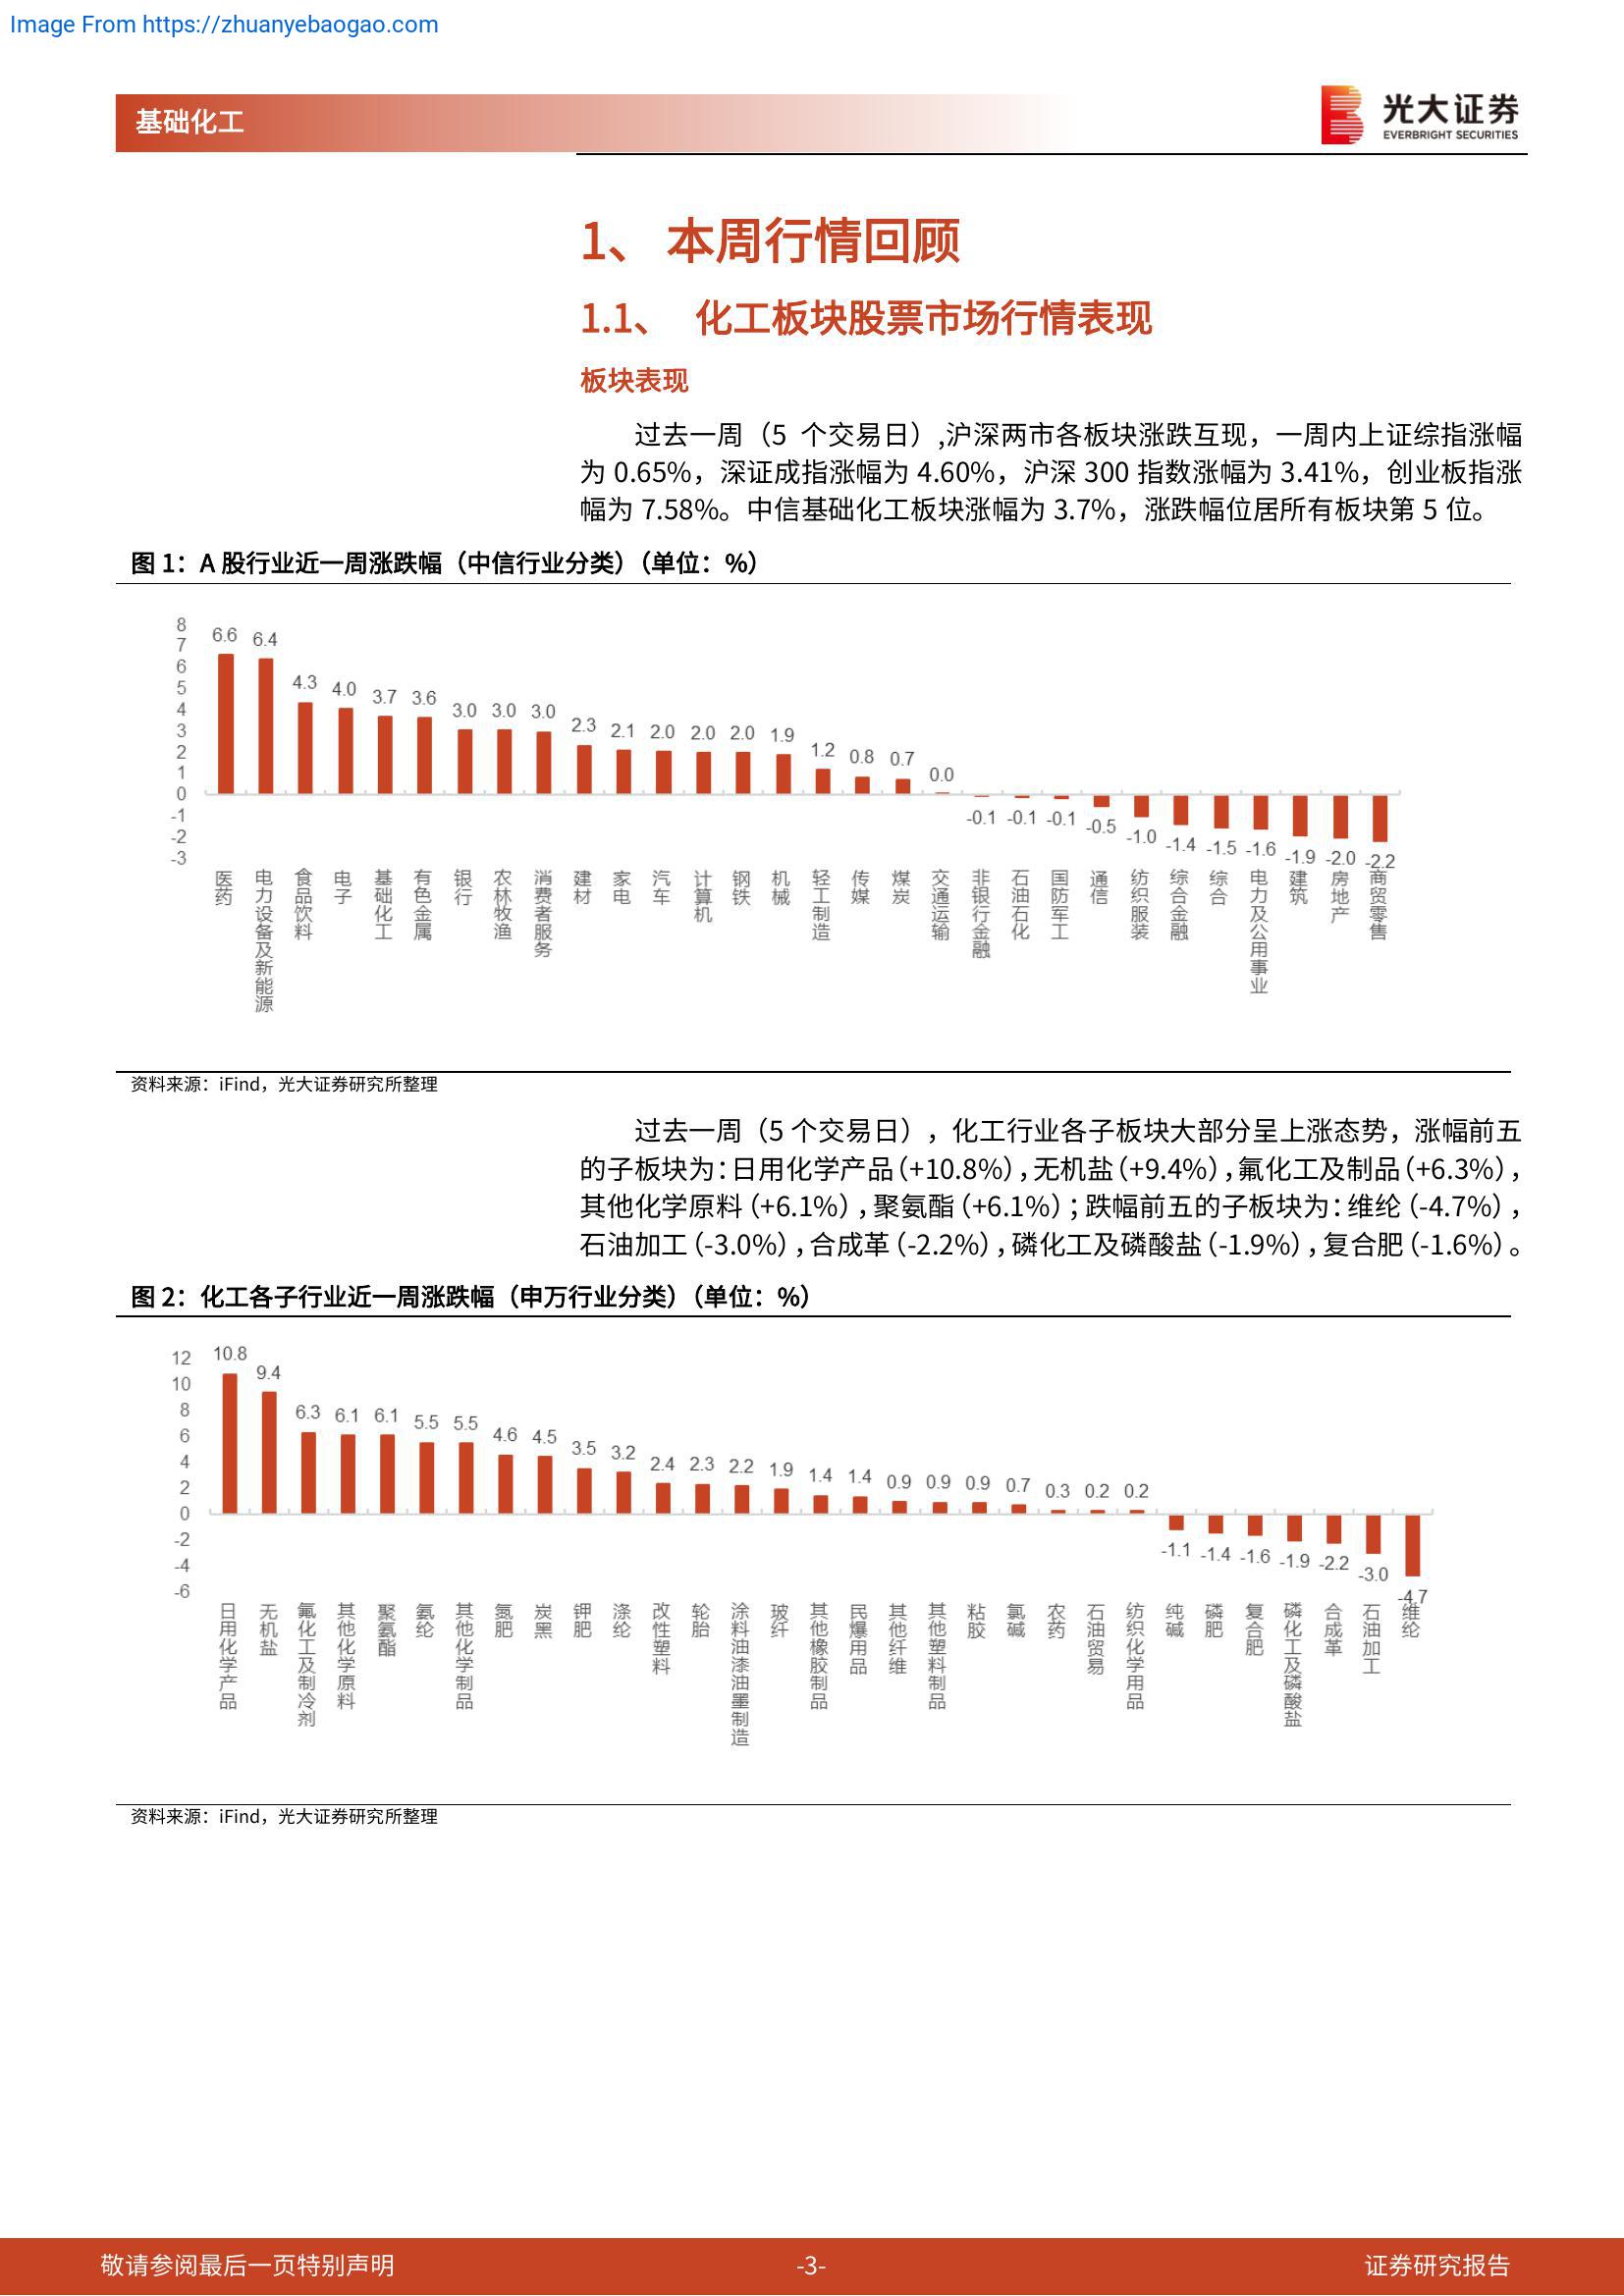 Image From https://zhuanyebaogao.com
基础化工
光大证券
EVERBRIGHT SECURITIES
1、 本周行情回顾
1.1、 化工板块股票市场行情表现
板块表现
过去一周（5 个交易日）,沪深两市各板块涨跌互现，一周内上证综指涨幅
为 0.65%，深证成指涨幅为 4.60%，沪深 300 指数涨幅为 3.41%，创业板指涨
幅为 7.58%。中信基础化工板块涨幅为 3.7%，涨跌幅位居所有板块第 5 位。
图 1：A 股行业近一周涨跌幅（中信行业分类）（单位：%）
8
7
6
5
4
3
2
1
0
-1
-2
-3
6.6 6.4 4.3 4.0 3.7 3.6 3.0 3.0 3.0 2.3 2.1 2.0 2.0 2.0 1.9 1.2 0.8 0.7 0.0 -0.1 -0.1 -0.1 -0.5 -1.0 -1.4 -1.5 -1.6 -1.9 -2.0 -2.2
医药
电力设备及新能源
食品饮料
电子
基础化工
有色金属
银行
农林牧渔
消费者服务
建材
家电
汽车
计算机
钢铁
机械
轻工制造
传媒
煤炭
交通运输
非银行金融
石油石化
国防军工
通信
纺织服装
综合金融
综合
电力及公用事业
建筑
房地产
商贸零售
资料来源：iFind，光大证券研究所整理
过去一周（5 个交易日），化工行业各子板块大部分呈上涨态势，涨幅前五
的子板块为：日用化学产品（+10.8%），无机盐（+9.4%），氟化工及制品（+6.3%），
其他化学原料（+6.1%），聚氨酯（+6.1%）；跌幅前五的子板块为：维纶（-4.7%），
石油加工（-3.0%），合成革（-2.2%），磷化工及磷酸盐（-1.9%），复合肥（-1.6%）。
图 2：化工各子行业近一周涨跌幅（申万行业分类）（单位：%）
12
10
8
6
4
2
0
-2
-4
-6
10.8 9.4 6.3 6.1 6.1 5.5 5.5 4.6 4.5 3.5 3.2 2.4 2.3 2.2 1.9 1.4 1.4 0.9 0.9 0.9 0.7 0.3 0.2 0.2 -1.1 -1.4 -1.6 -1.9 -2.2 -3.0 -4.7
日用化学产品
无机盐
氟化工及制冷剂
其他化学原料
聚氨酯
氨纶
其他化学制品
氮肥
炭黑
钾肥
涤纶
改性塑料
轮胎
涂料油漆油墨制造
玻纤
其他橡胶制品
民爆用品
其他纤维
其他塑料制品
粘胶
氯碱
农药
石油贸易
纺织化学用品
纯碱
磷肥
复合肥
磷化工及磷酸盐
合成革
石油加工
维纶
资料来源：iFind，光大证券研究所整理
敬请参阅最后一页特别声明
-3-
证券研究报告